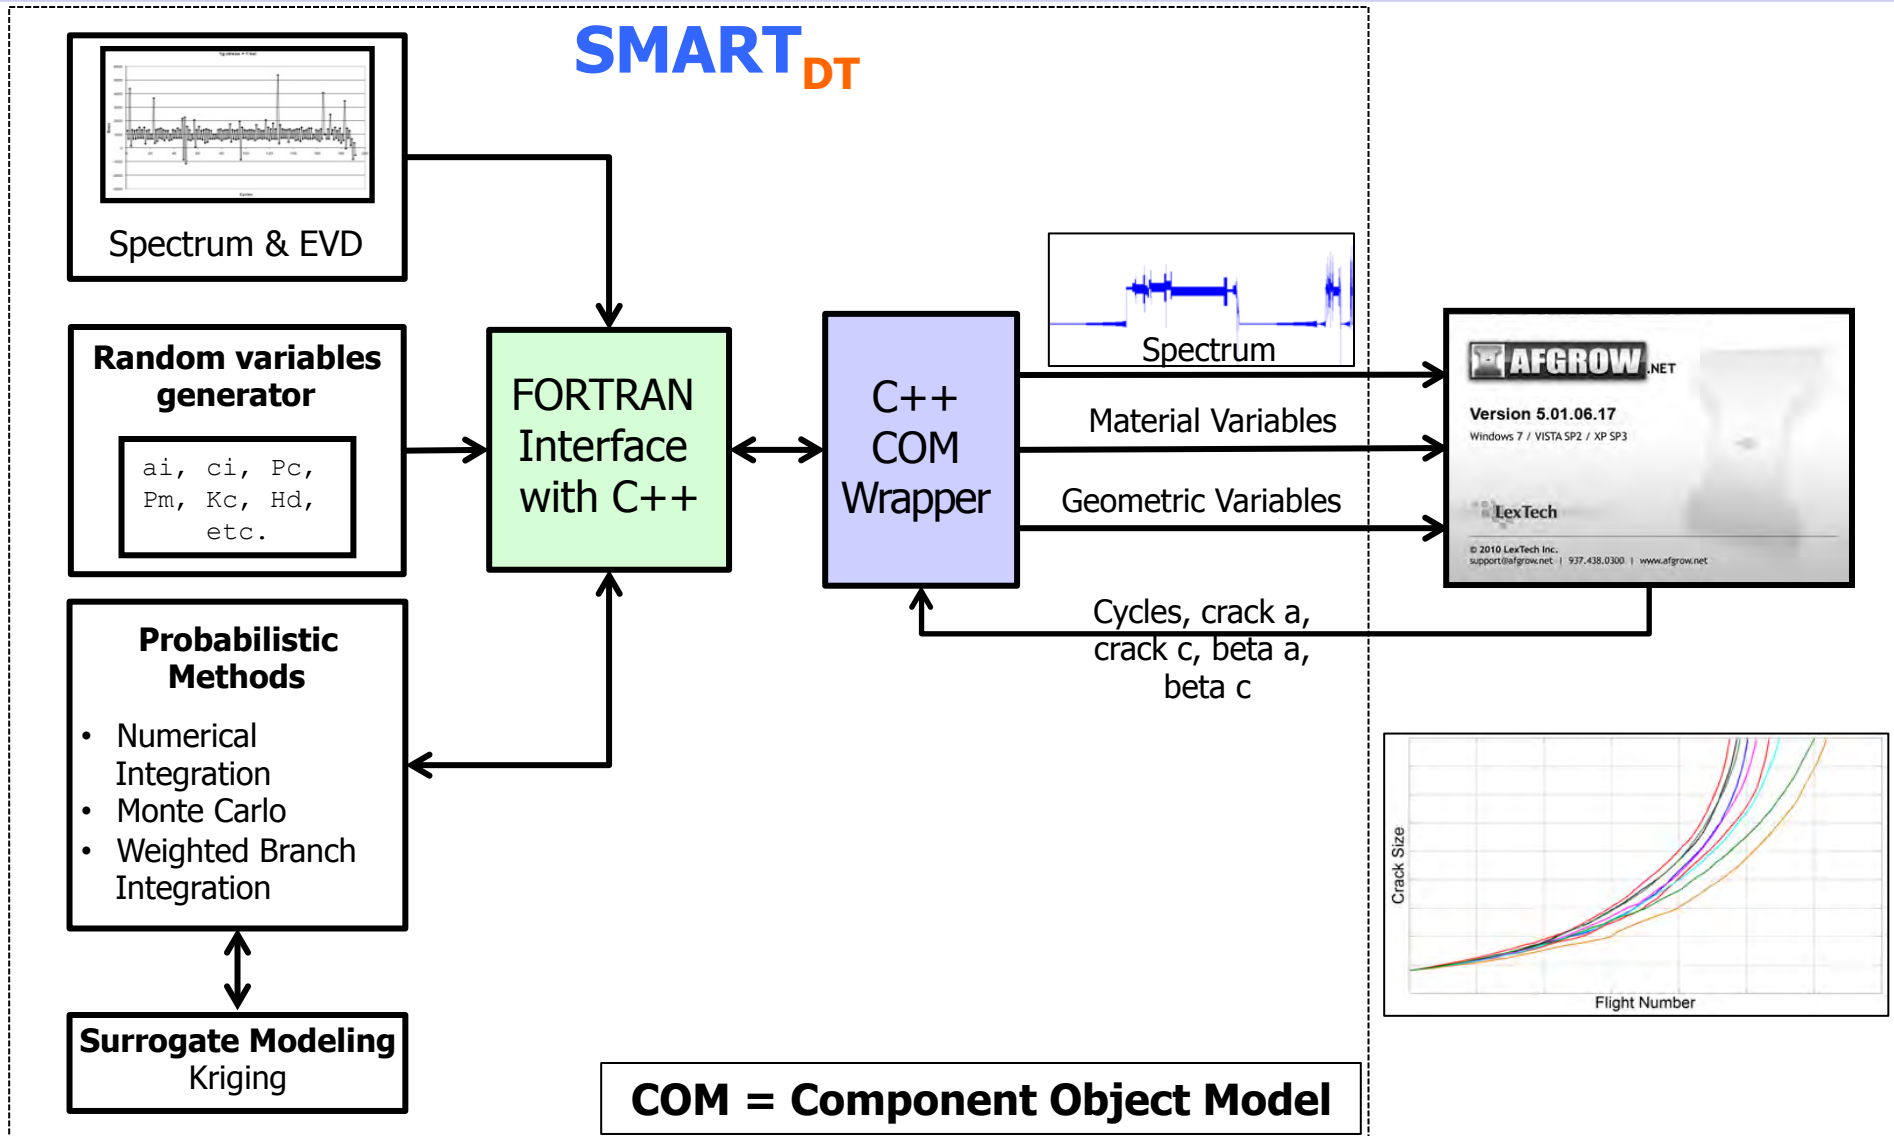 SMART DT
Spectrum & EVD
Random variables
generator
ai, ci, Pc,
Pm, Kc, Hd,
etc.
Probabilistic
Methods
• Numerical
Integration
• Monte Carlo
• Weighted Branch
Integration
Surrogate Modeling
Kriging
FORTRAN
Interface
with C++
C++
COM
Wrapper
Spectrum
Material Variables
Geometric Variables
Cycles, crack a,
crack c, beta a,
beta c
AFGROW.NET
Version 5.01.06.17
Windows 7 / VISTA SP2 / XP SP3
LexTech
© 2010 LexTech Inc.
support@afgrow.net | 937.438.0300 | www.afgrow.net
Crack Size
Flight Number
COM = Component Object Model